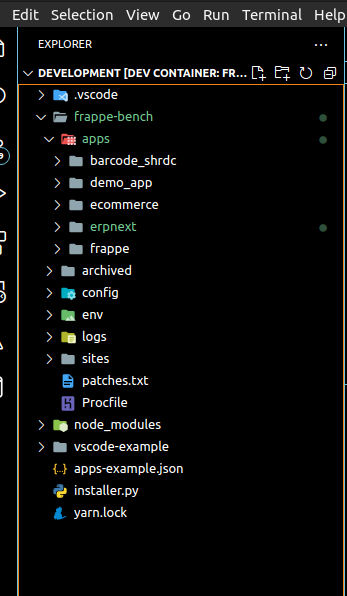 Edit Selection View Go Run Terminal Help
EXPLORER
DEVELOPMENT [DEV CONTAINER: FR...
.vscode
frappe-bench
apps
barcode_shrdc
demo_app
ecommerce
erpnext
frappe
archived
config
env
logs
sites
patches.txt
Procfile
node_modules
vscode-example
apps-example.json
installer.py
yarn.lock